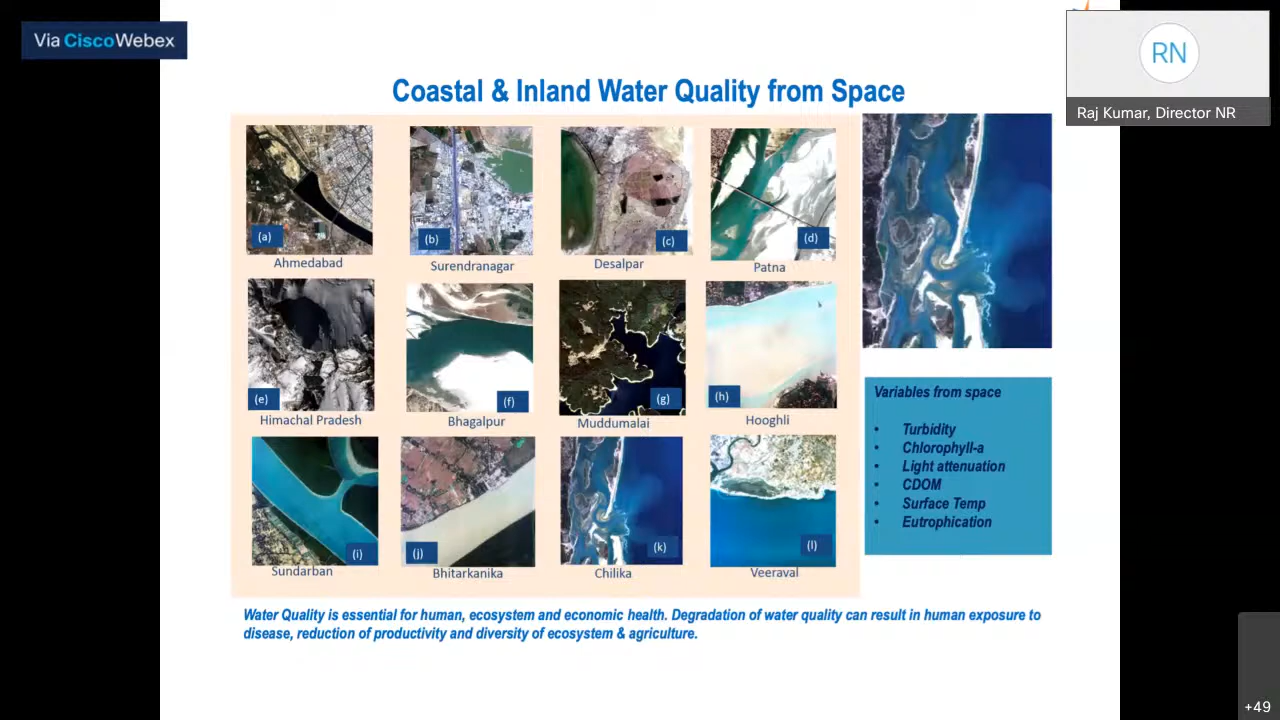 Via CiscoWebex
RN
Raj Kumar, Director NR
Coastal & Inland Water Quality from Space
(a)
(b)
(c)
(d)
Ahmedabad
Surendranagar
Desalpar
Patna
(e)
(f)
(g)
(h)
Himachal Pradesh
Bhagalpur
Muddumalai
Hooghli
(i)
(j)
(k)
(l)
Sundarban
Bhitarkanika
Chilika
Veeraval
Variables from space
• Turbidity
• Chlorophyll-a
• Light attenuation
• CDOM
• Surface Temp
• Eutrophication
Water Quality is essential for human, ecosystem and economic health. Degradation of water quality can result in human exposure to
disease, reduction of productivity and diversity of ecosystem & agriculture.
+49